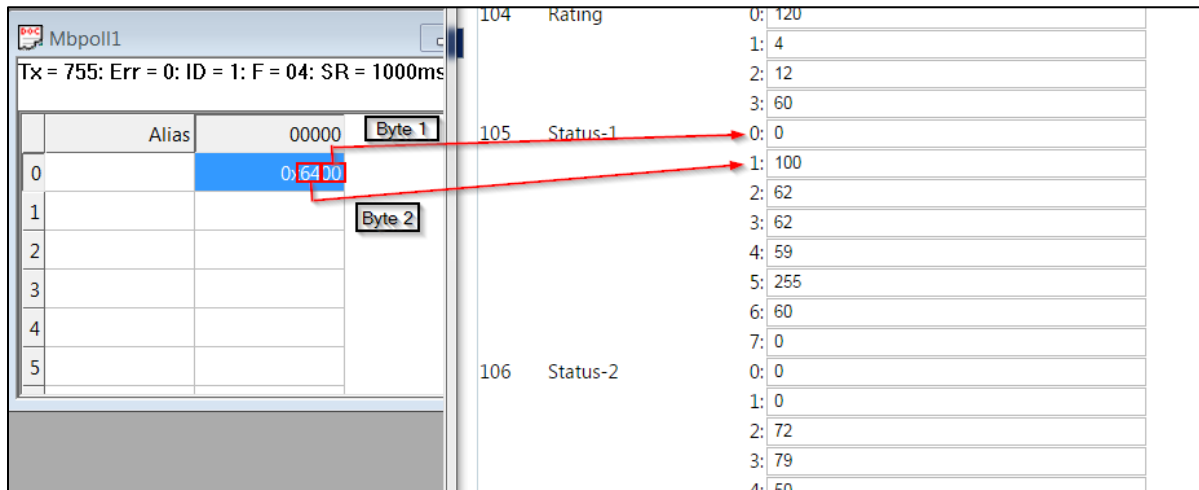 Mbpoll1
Tx = 755: Err = 0: ID = 1: F = 04: SR = 1000ms
Alias 00000 Byte 1
0 0x6400
1 Byte 2
2
3
4
5
104 Rating 0: 120
1: 4
2: 12
3: 60
105 Status-1 0: 0
1: 100
2: 62
3: 62
4: 59
5: 255
6: 60
7: 0
106 Status-2 0: 0
1: 0
2: 72
3: 79
4: 50